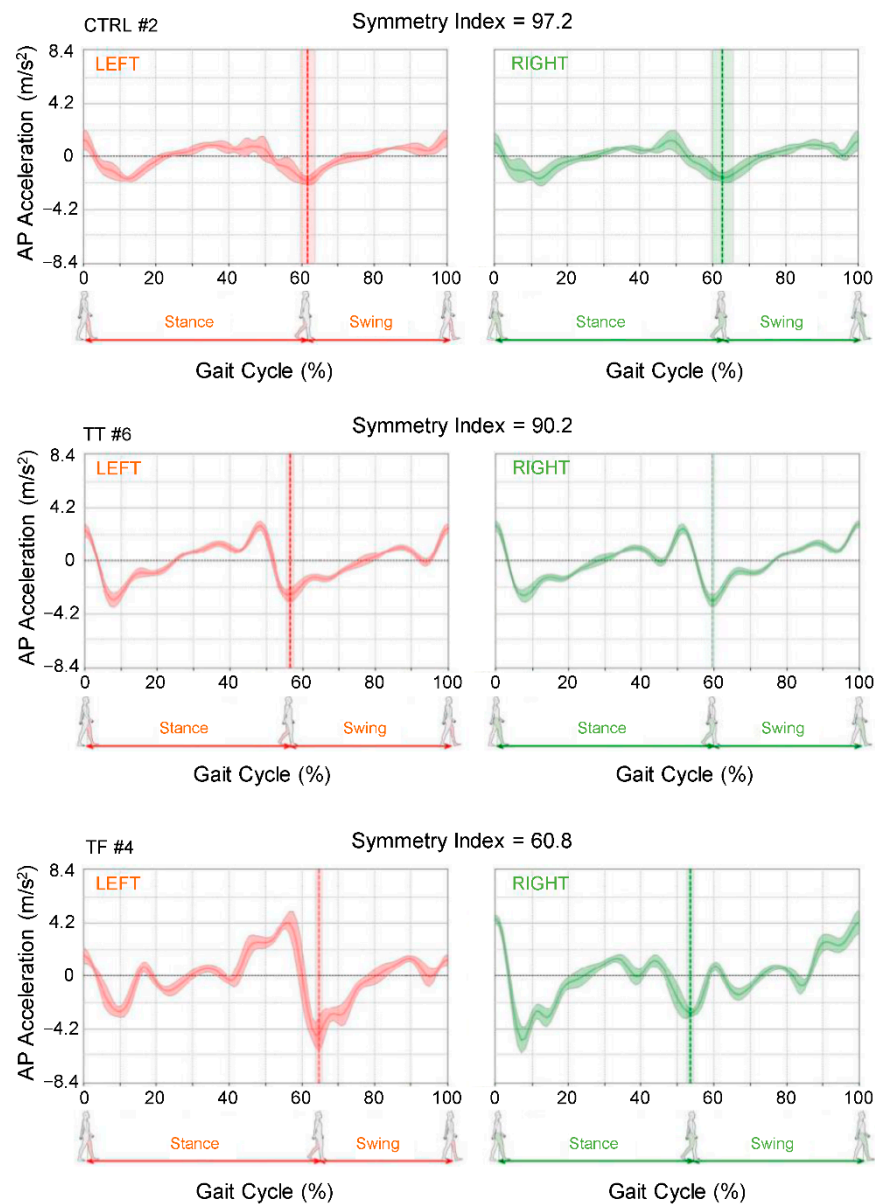 CTRL #2
Symmetry Index = 97.2
AP Acceleration (m/s²)
8.4
4.2
0
−4.2
−8.4
LEFT
RIGHT
0 20 40 60 80 100
0 20 40 60 80 100
Stance Swing
Stance Swing
Gait Cycle (%)
Gait Cycle (%)
TT #6
Symmetry Index = 90.2
AP Acceleration (m/s²)
8.4
4.2
0
−4.2
−8.4
LEFT
RIGHT
0 20 40 60 80 100
0 20 40 60 80 100
Stance Swing
Stance Swing
Gait Cycle (%)
Gait Cycle (%)
TF #4
Symmetry Index = 60.8
AP Acceleration (m/s²)
8.4
4.2
0
−4.2
−8.4
LEFT
RIGHT
0 20 40 60 80 100
0 20 40 60 80 100
Stance Swing
Stance Swing
Gait Cycle (%)
Gait Cycle (%)